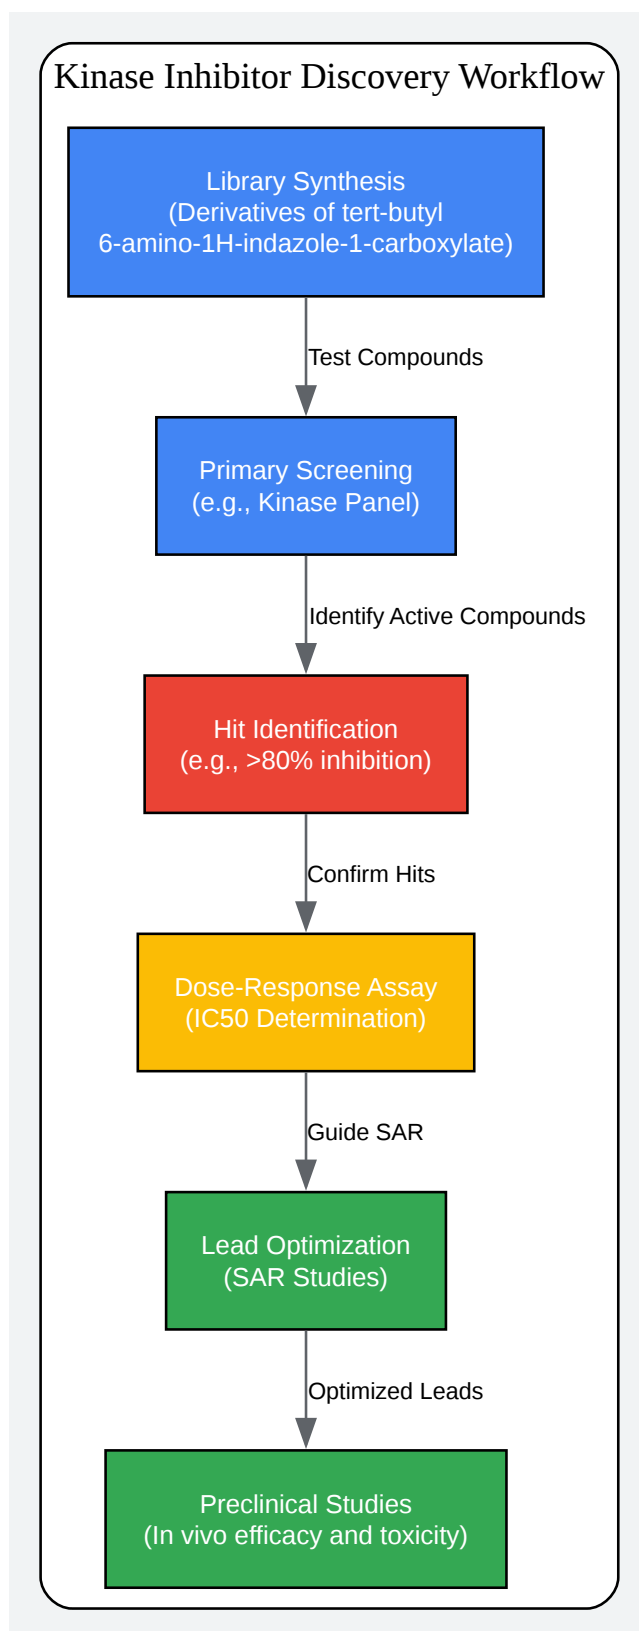 Kinase Inhibitor Discovery Workflow
Library Synthesis
(Derivatives of tert-butyl
6-amino-1H-indazole-1-carboxylate)
Test Compounds
Primary Screening
(e.g., Kinase Panel)
Identify Active Compounds
Hit Identification
(e.g., >80% inhibition)
Confirm Hits
Dose-Response Assay
(IC50 Determination)
Guide SAR
Lead Optimization
(SAR Studies)
Optimized Leads
Preclinical Studies
(In vivo efficacy and toxicity)